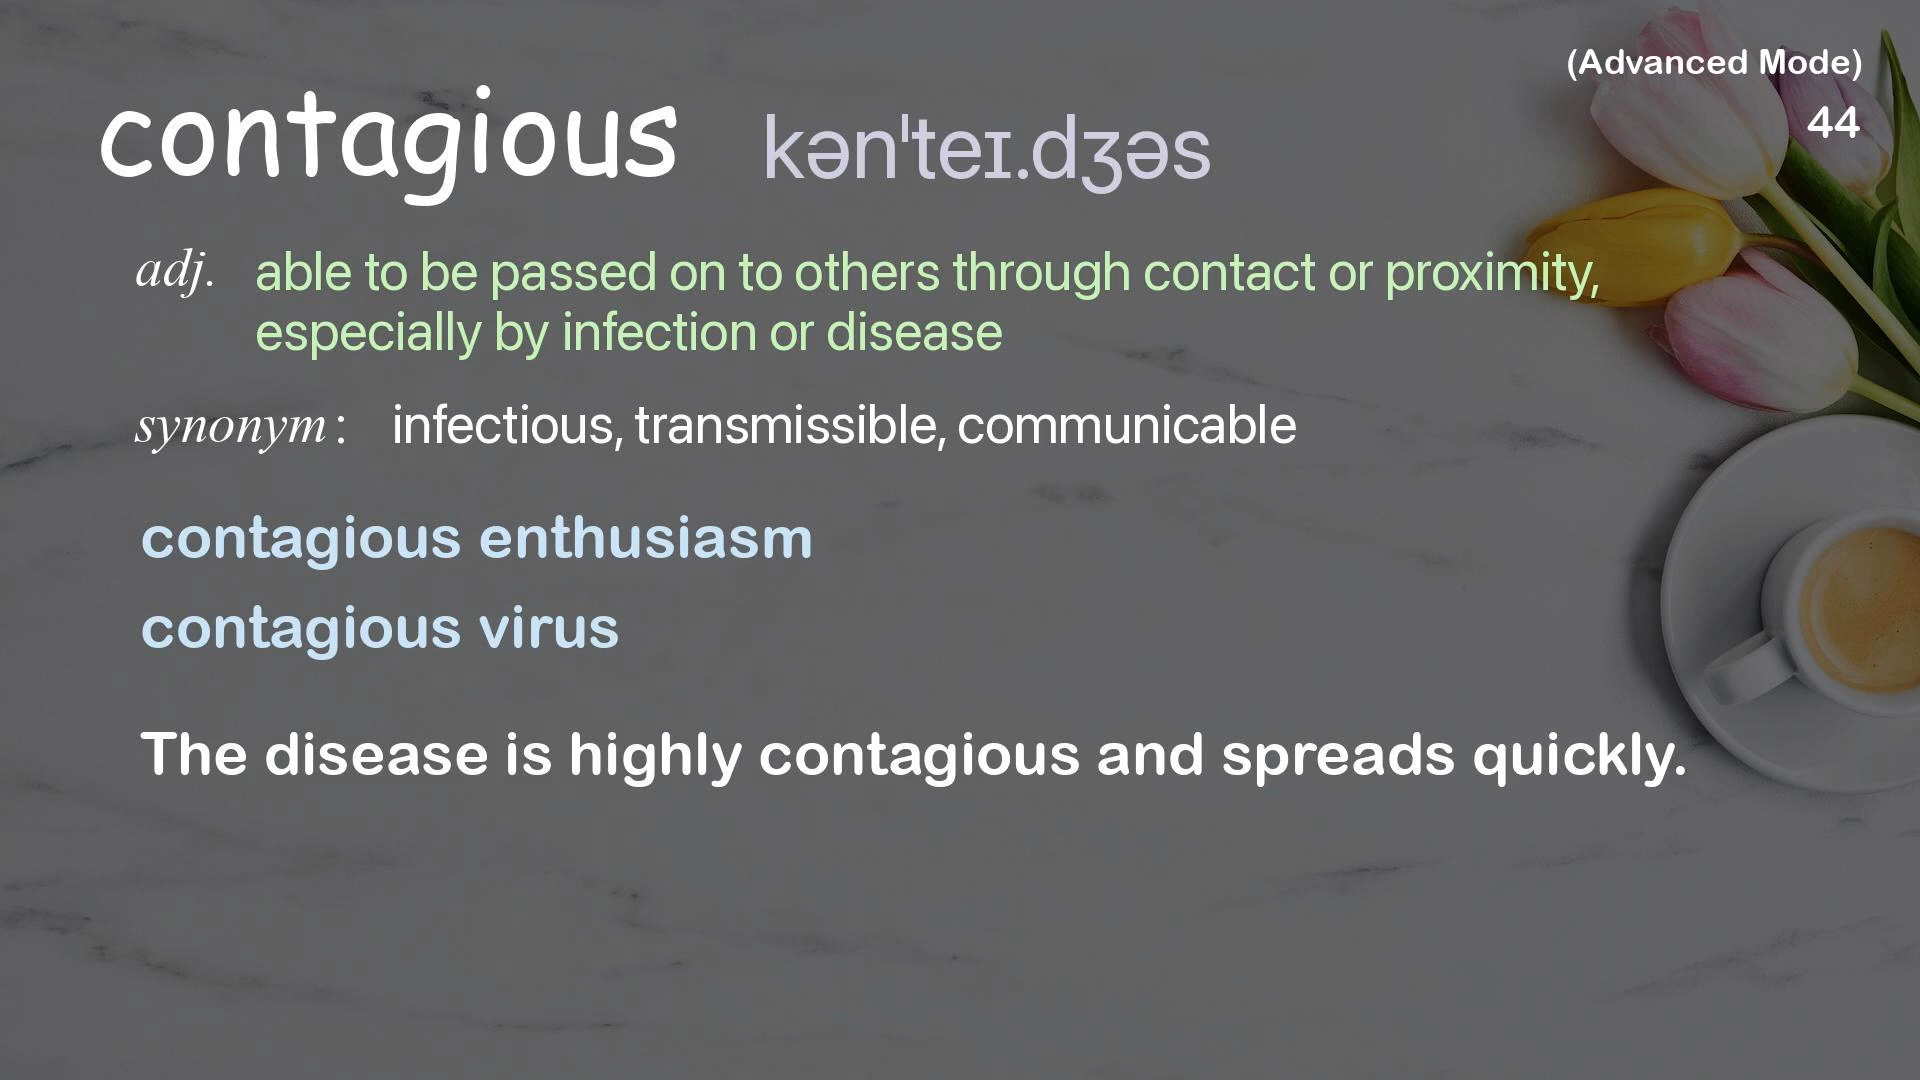 (Advanced Mode)
contagious kənˈteɪ.dʒəs
44
adj. able to be passed on to others through contact or proximity,
especially by infection or disease
synonym: infectious, transmissible, communicable
contagious enthusiasm
contagious virus
The disease is highly contagious and spreads quickly.